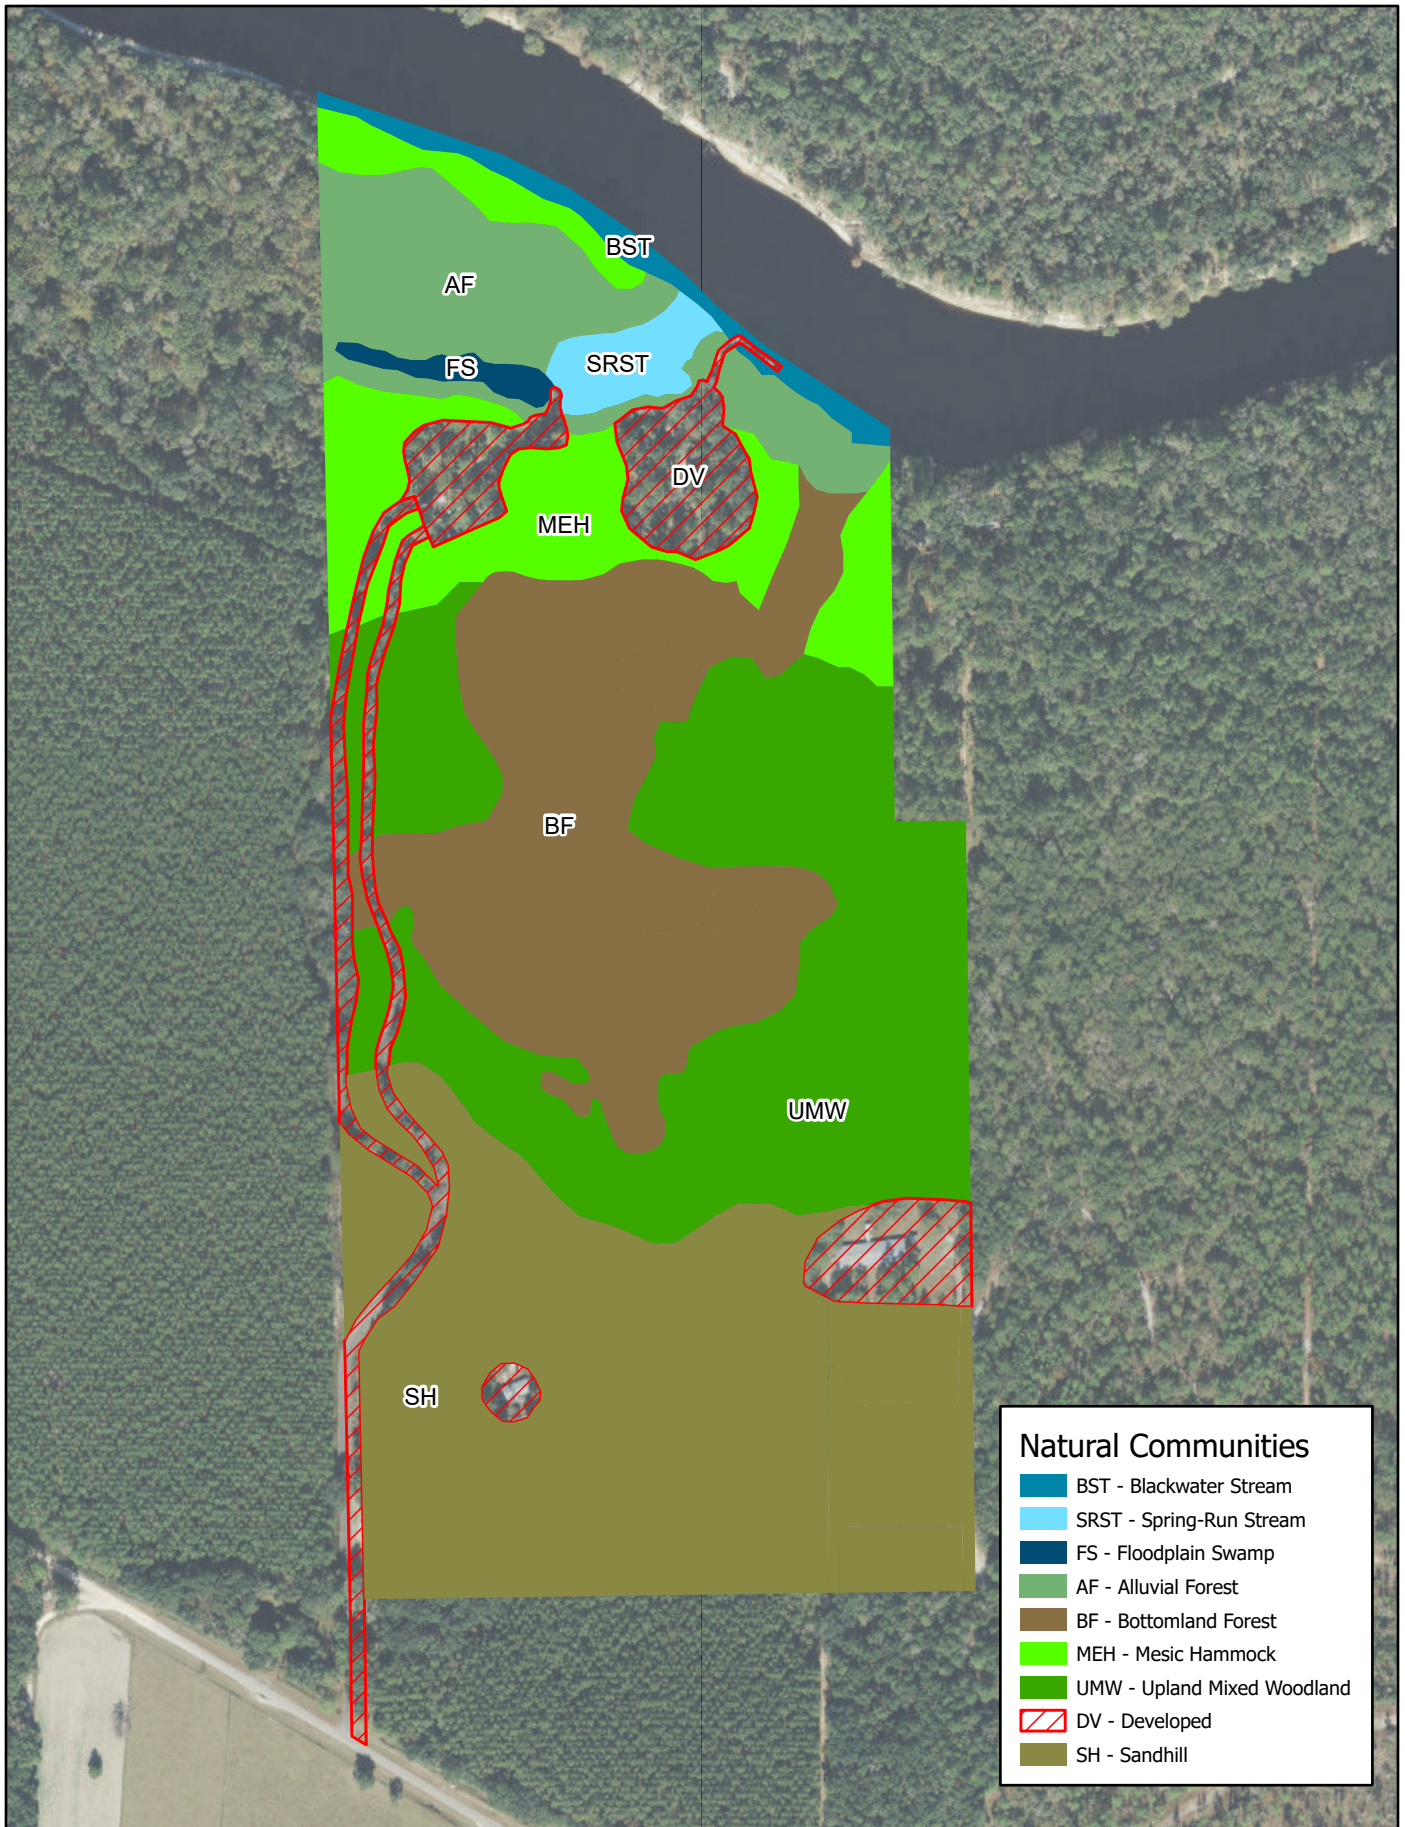 BST
AF
SRST
FS
DV
MEH
BF
UMW
SH
Natural Communities
BST - Blackwater Stream
SRST - Spring-Run Stream
FS - Floodplain Swamp
AF - Alluvial Forest
BF - Bottomland Forest
MEH - Mesic Hammock
UMW - Upland Mixed Woodland
DV - Developed
SH - Sandhill